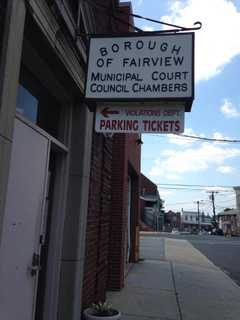 BOROUGH
OF FAIRVIEW
MUNICIPAL COURT
COUNCIL CHAMBERS
VIOLATIONS DEPT.
PARKING TICKETS